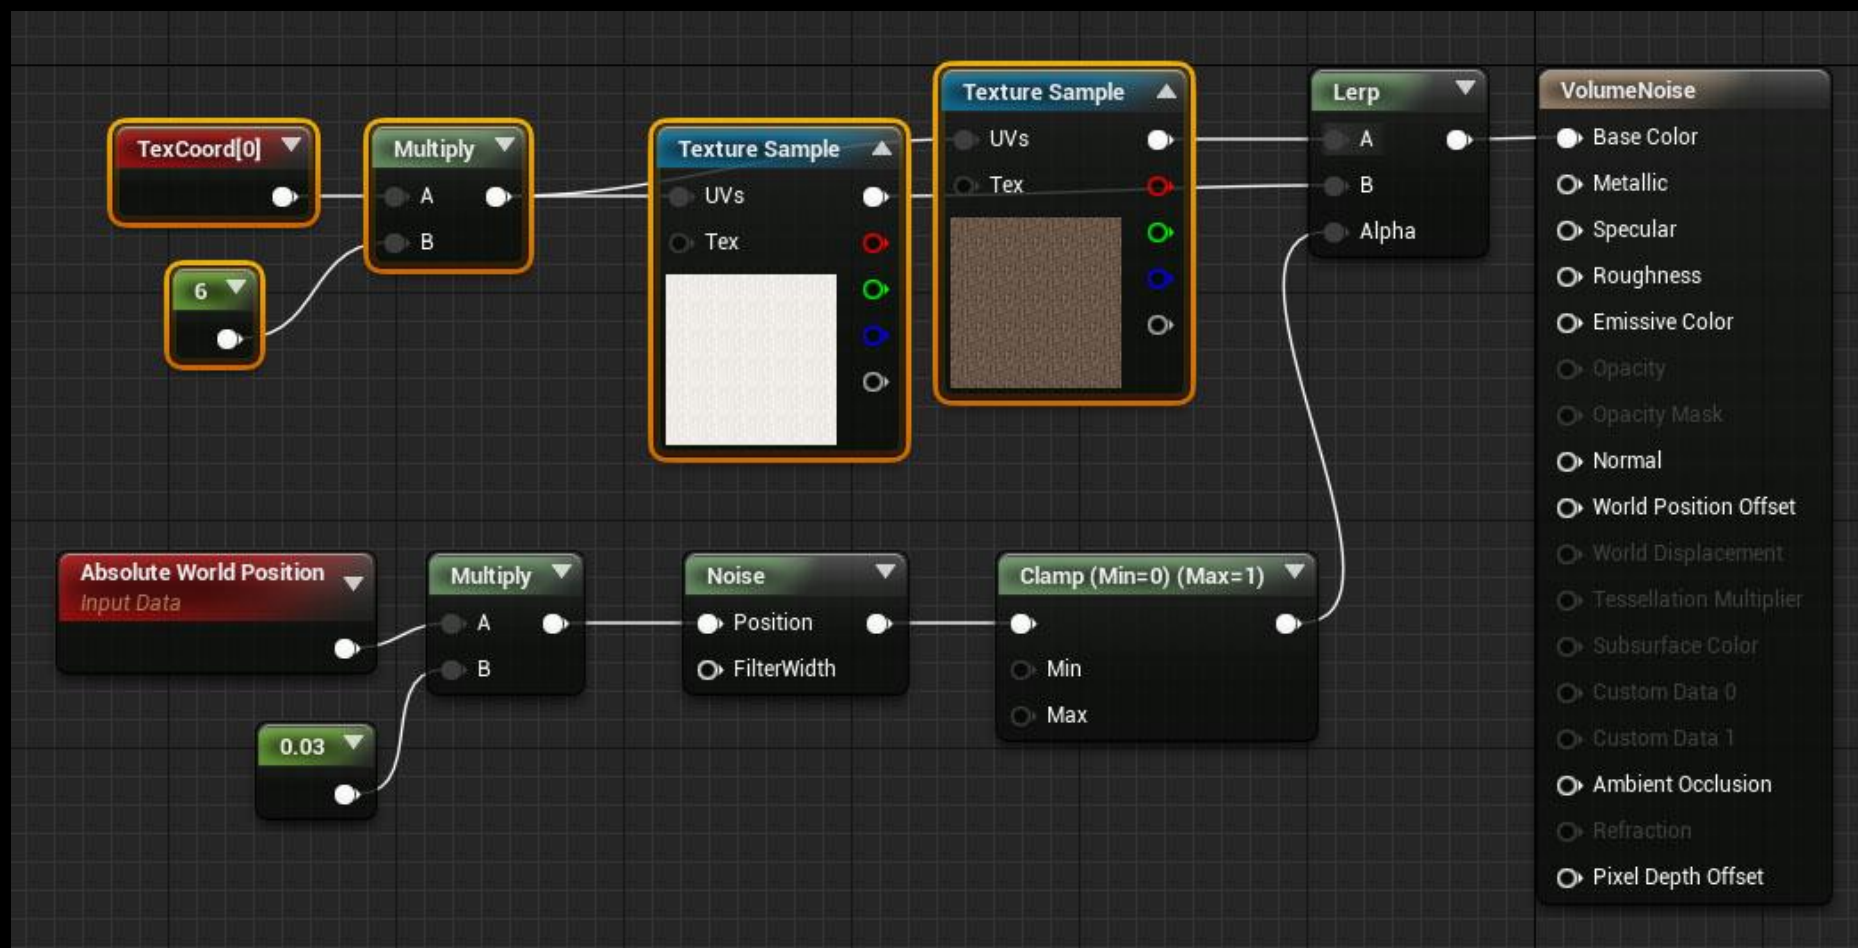 TexCoord[0]
6
Multiply
A
B
Texture Sample
UVs
Tex
Texture Sample
UVs
Tex
Lerp
A
B
Alpha
Absolute World Position
Input Data
0.03
Multiply
A
B
Noise
Position
FilterWidth
Clamp (Min=0) (Max=1)
Min
Max
VolumeNoise
Base Color
Metallic
Specular
Roughness
Emissive Color
Opacity
Opacity Mask
Normal
World Position Offset
World Displacement
Tessellation Multiplier
Subsurface Color
Custom Data 0
Custom Data 1
Ambient Occlusion
Refraction
Pixel Depth Offset